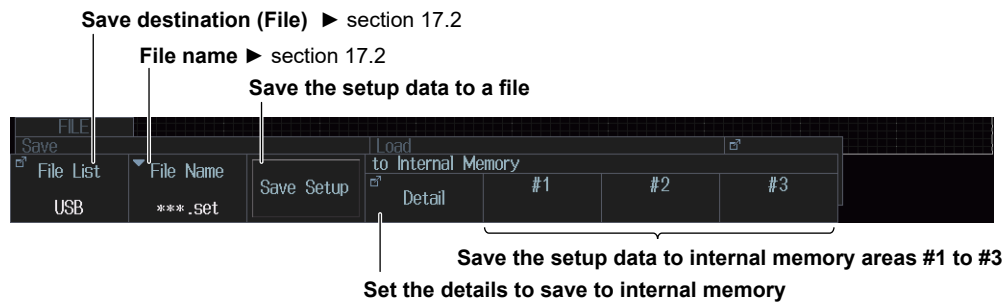 Save destination (File) ► section 17.2
File name ► section 17.2
Save the setup data to a file
FILE
Save
Load
File List
USB
File Name
***.set
Save Setup
to Internal Memory
Detail
#1
#2
#3
Save the setup data to internal memory areas #1 to #3
Set the details to save to internal memory